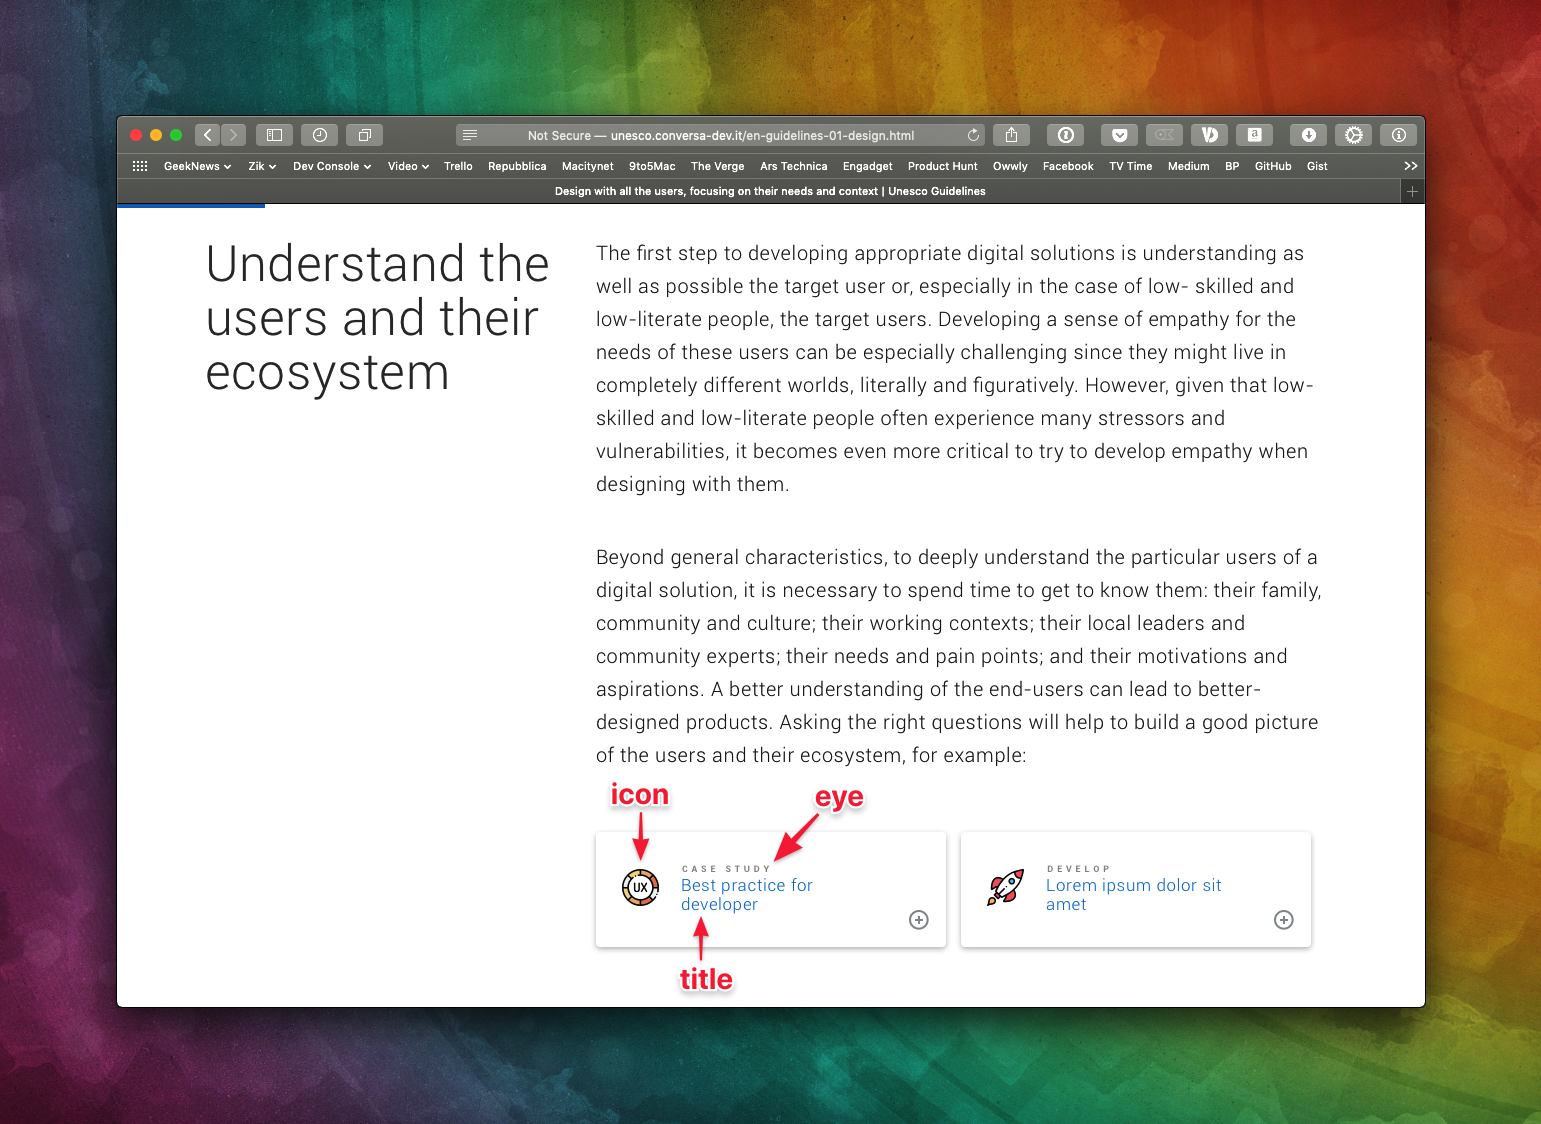 Not Secure — unesco.conversa-dev.it/en-guidelines-01-design.html
GeekNews Zik Dev Console Video Trello Repubblica Macitynet 9to5Mac The Verge Ars Technica Engadget Product Hunt Owwly Facebook TV Time Medium BP GitHub Gist
Design with all the users, focusing on their needs and context | Unesco Guidelines
Understand the
users and their
ecosystem
The first step to developing appropriate digital solutions is understanding as
well as possible the target user or, especially in the case of low- skilled and
low-literate people, the target users. Developing a sense of empathy for the
needs of these users can be especially challenging since they might live in
completely different worlds, literally and figuratively. However, given that low-
skilled and low-literate people often experience many stressors and
vulnerabilities, it becomes even more critical to try to develop empathy when
designing with them.
Beyond general characteristics, to deeply understand the particular users of a
digital solution, it is necessary to spend time to get to know them: their family,
community and culture; their working contexts; their local leaders and
community experts; their needs and pain points; and their motivations and
aspirations. A better understanding of the end-users can lead to better-
designed products. Asking the right questions will help to build a good picture
of the users and their ecosystem, for example:
icon
eye
UX
CASE STUDY
Best practice for
developer
title
DEVELOP
Lorem ipsum dolor sit
amet